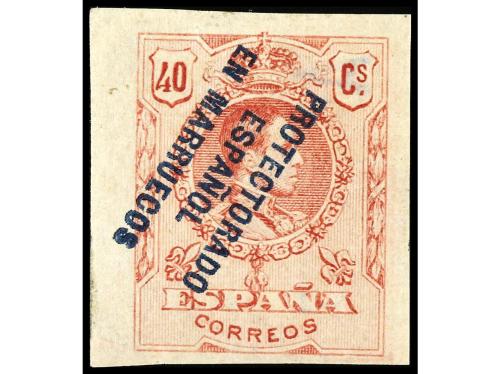 40 Cs.
PROTECTORADO
ESPAÑOL
EN MARRUECOS
ESPAÑA
CORREOS